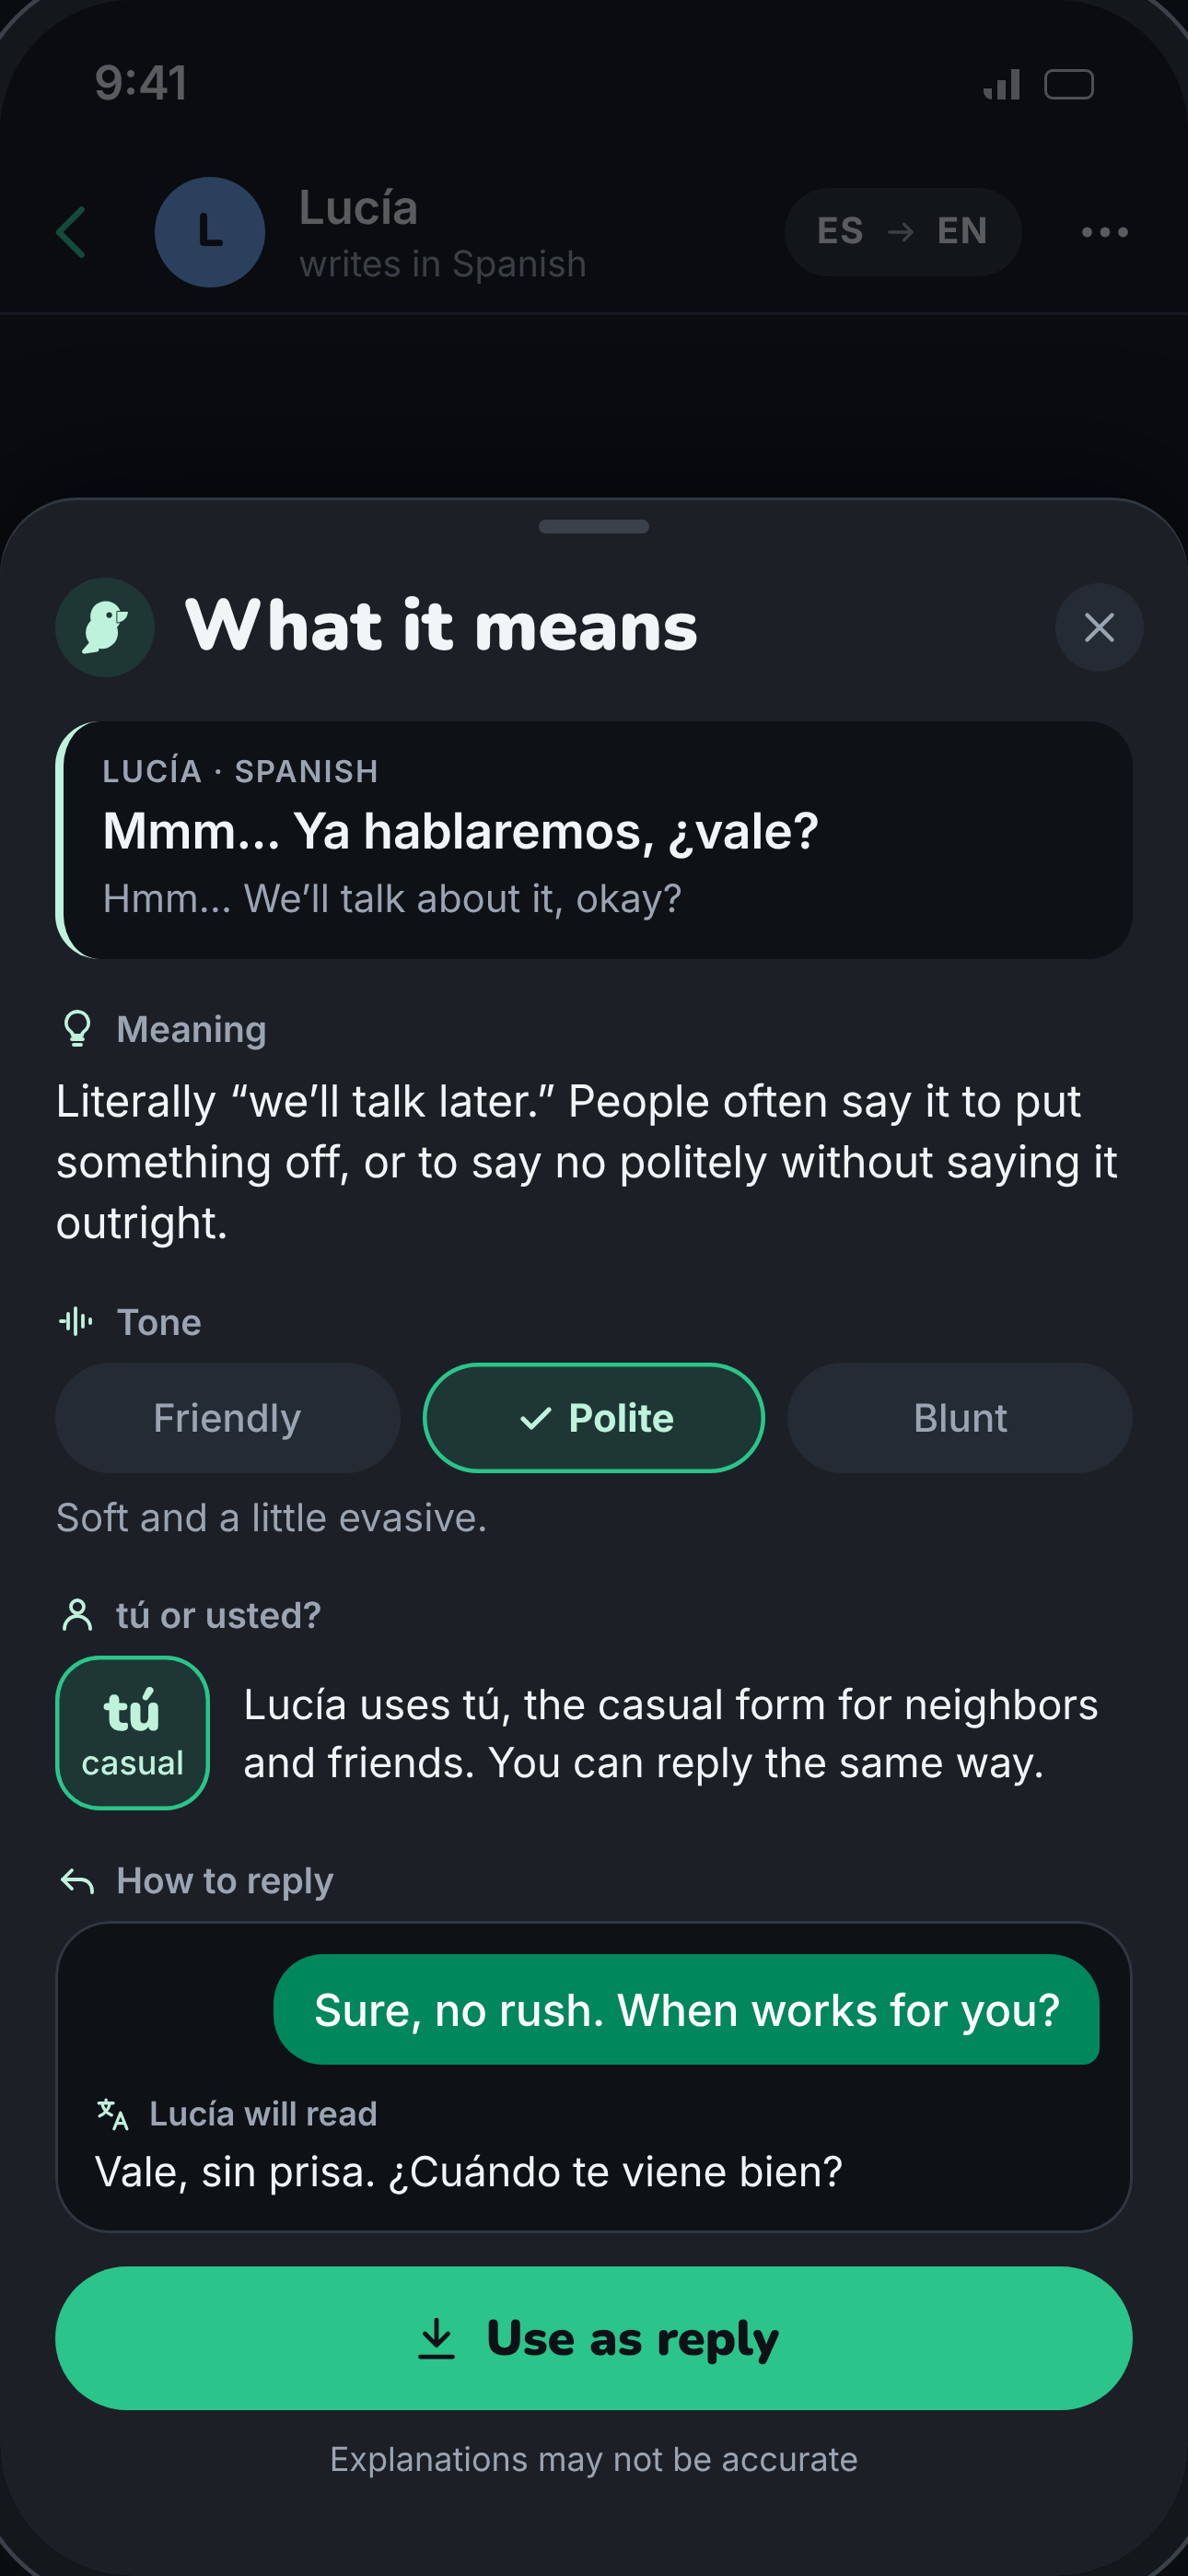 9:41
L
Lucía
writes in Spanish
ES → EN
What it means
LUCÍA · SPANISH
Mmm... Ya hablaremos, ¿vale?
Hmm... We’ll talk about it, okay?
Meaning
Literally “we’ll talk later.” People often say it to put
something off, or to say no politely without saying it
outright.
Tone
Friendly
Polite
Blunt
Soft and a little evasive.
tú or usted?
tú
casual
Lucía uses tú, the casual form for neighbors
and friends. You can reply the same way.
How to reply
Sure, no rush. When works for you?
Lucía will read
Vale, sin prisa. ¿Cuándo te viene bien?
Use as reply
Explanations may not be accurate